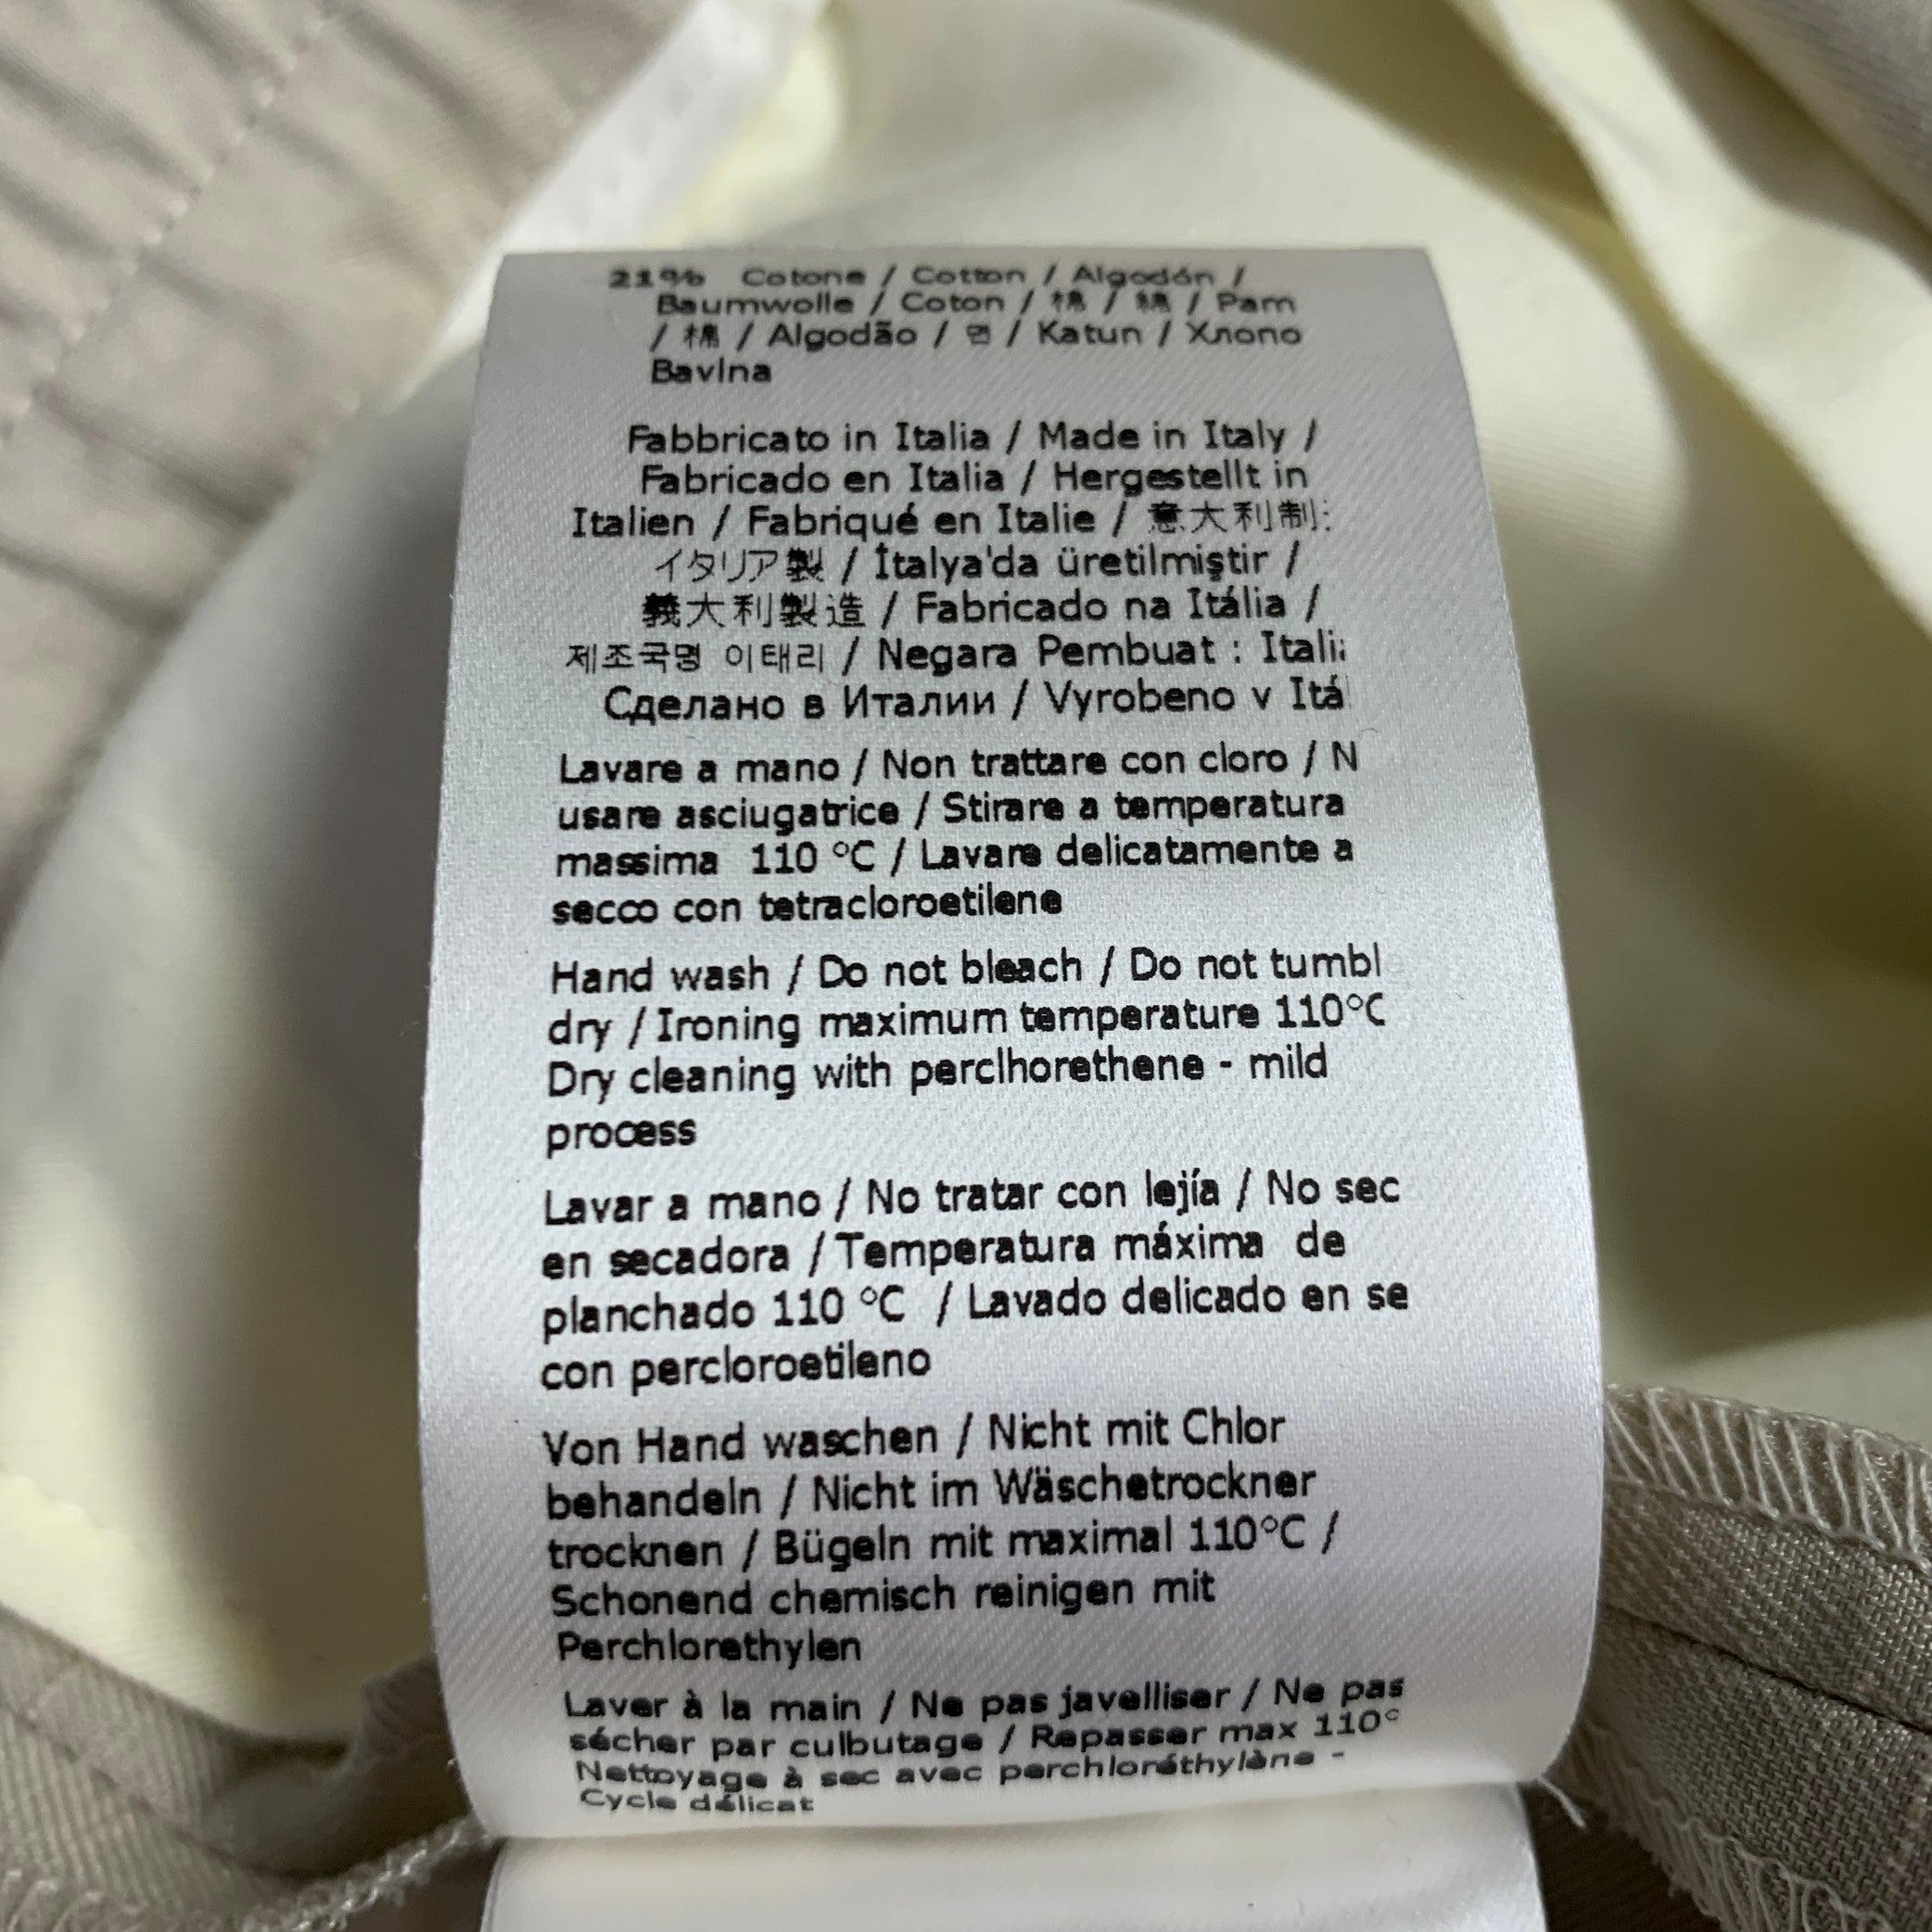 21% Cotone / Cotton / Algodón /
Baumwolle / Coton / 棉 / 綿 / Pam
/ 棉 / Algodão / 면 / Katun / Хлопо
Bavlna
Fabbricato in Italia / Made in Italy /
Fabricado en Italia / Hergestellt in
Italien / Fabriqué en Italie / 意大利制
イタリア製 / İtalya'da üretilmiştir /
義大利製造 / Fabricado na Itália /
제조국명 이태리 / Negara Pembuat : Itali
Сделано в Италии / Vyrobeno v Itá
Lavare a mano / Non trattare con cloro / N
usare asciugatrice / Stirare a temperatura
massima 110 °C / Lavare delicatamente a
secco con tetracloroetilene
Hand wash / Do not bleach / Do not tumbl
dry / Ironing maximum temperature 110°C
Dry cleaning with perclhorethene - mild
process
Lavar a mano / No tratar con lejía / No sec
en secadora / Temperatura máxima de
planchado 110 °C / Lavado delicado en se
con percloroetileno
Von Hand waschen / Nicht mit Chlor
behandeln / Nicht im Wäschetrockner
trocknen / Bügeln mit maximal 110°C /
Schonend chemisch reinigen mit
Perchlorethylen
Laver à la main / Ne pas javelliser / Ne pas
sécher par culbutage / Repasser max 110°
Nettoyage à sec avec perchloréthylène -
Cycle délicat